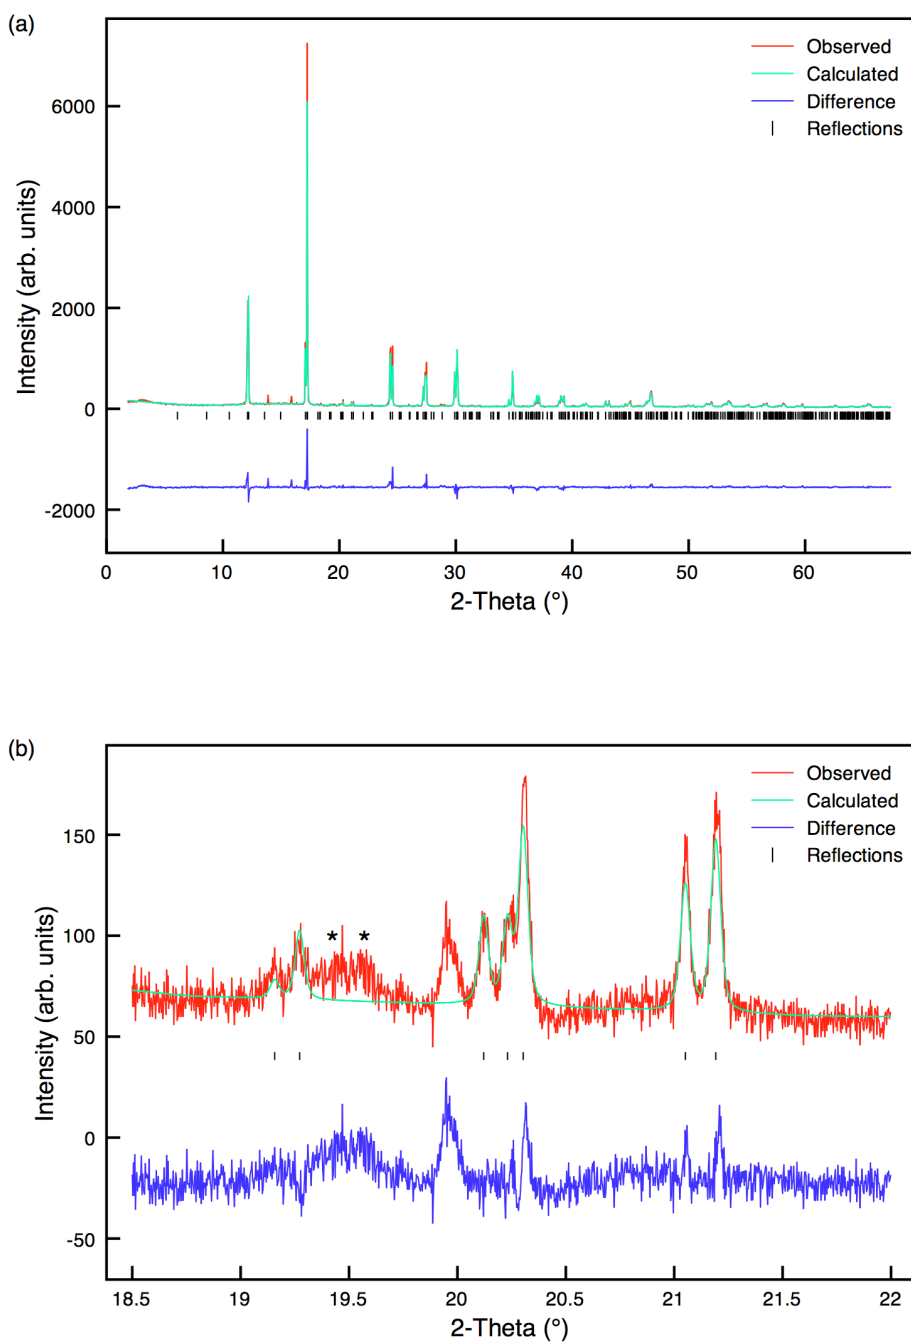 (a)
Observed
Calculated
Difference
Reflections
6000
4000
2000
0
-2000
Intensity (arb. units)
0 10 20 30 40 50 60
2-Theta (°)
(b)
Observed
Calculated
Difference
Reflections
150
100
50
0
-50
* *
Intensity (arb. units)
18.5 19 19.5 20 20.5 21 21.5 22
2-Theta (°)